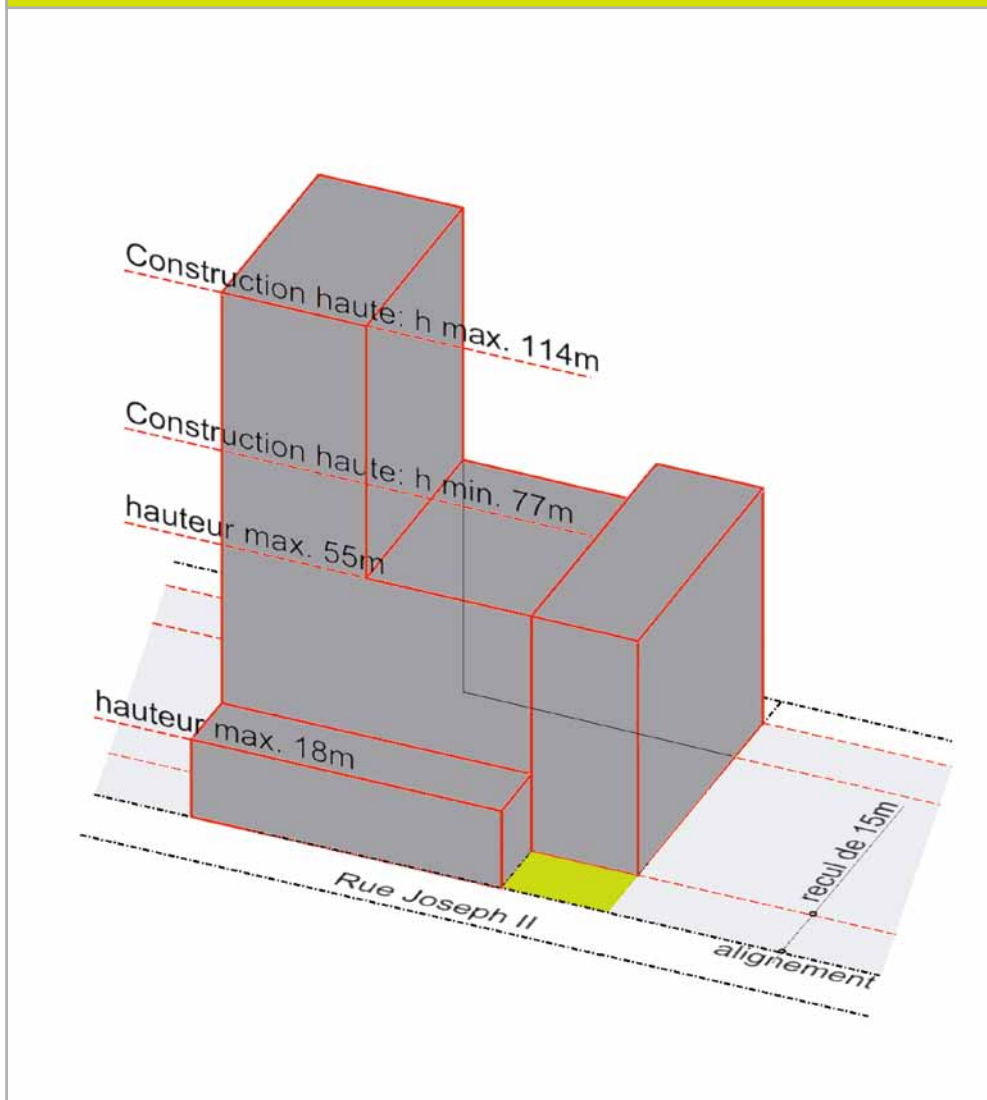 Construction haute: h max. 114m
Construction haute: h min. 77m
hauteur max. 55m
hauteur max. 18m
recul de 15m
Rue Joseph II
alignement